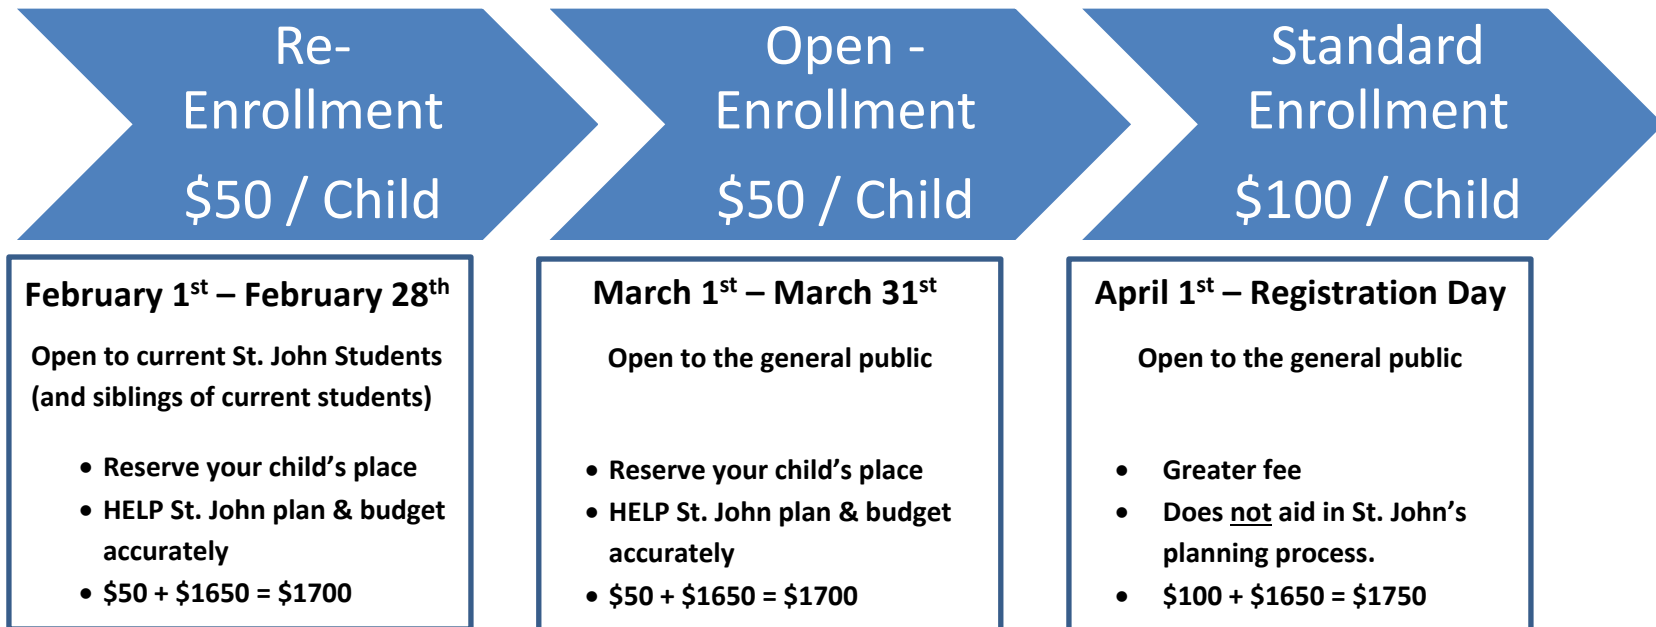 Re-
Enrollment
$50 / Child
Open -
Enrollment
$50 / Child
Standard
Enrollment
$100 / Child
February 1st – February 28th
Open to current St. John Students
(and siblings of current students)
• Reserve your child’s place
• HELP St. John plan & budget
accurately
• $50 + $1650 = $1700
March 1st – March 31st
Open to the general public
• Reserve your child’s place
• HELP St. John plan & budget
accurately
• $50 + $1650 = $1700
April 1st – Registration Day
Open to the general public
• Greater fee
• Does not aid in St. John’s
planning process.
• $100 + $1650 = $1750